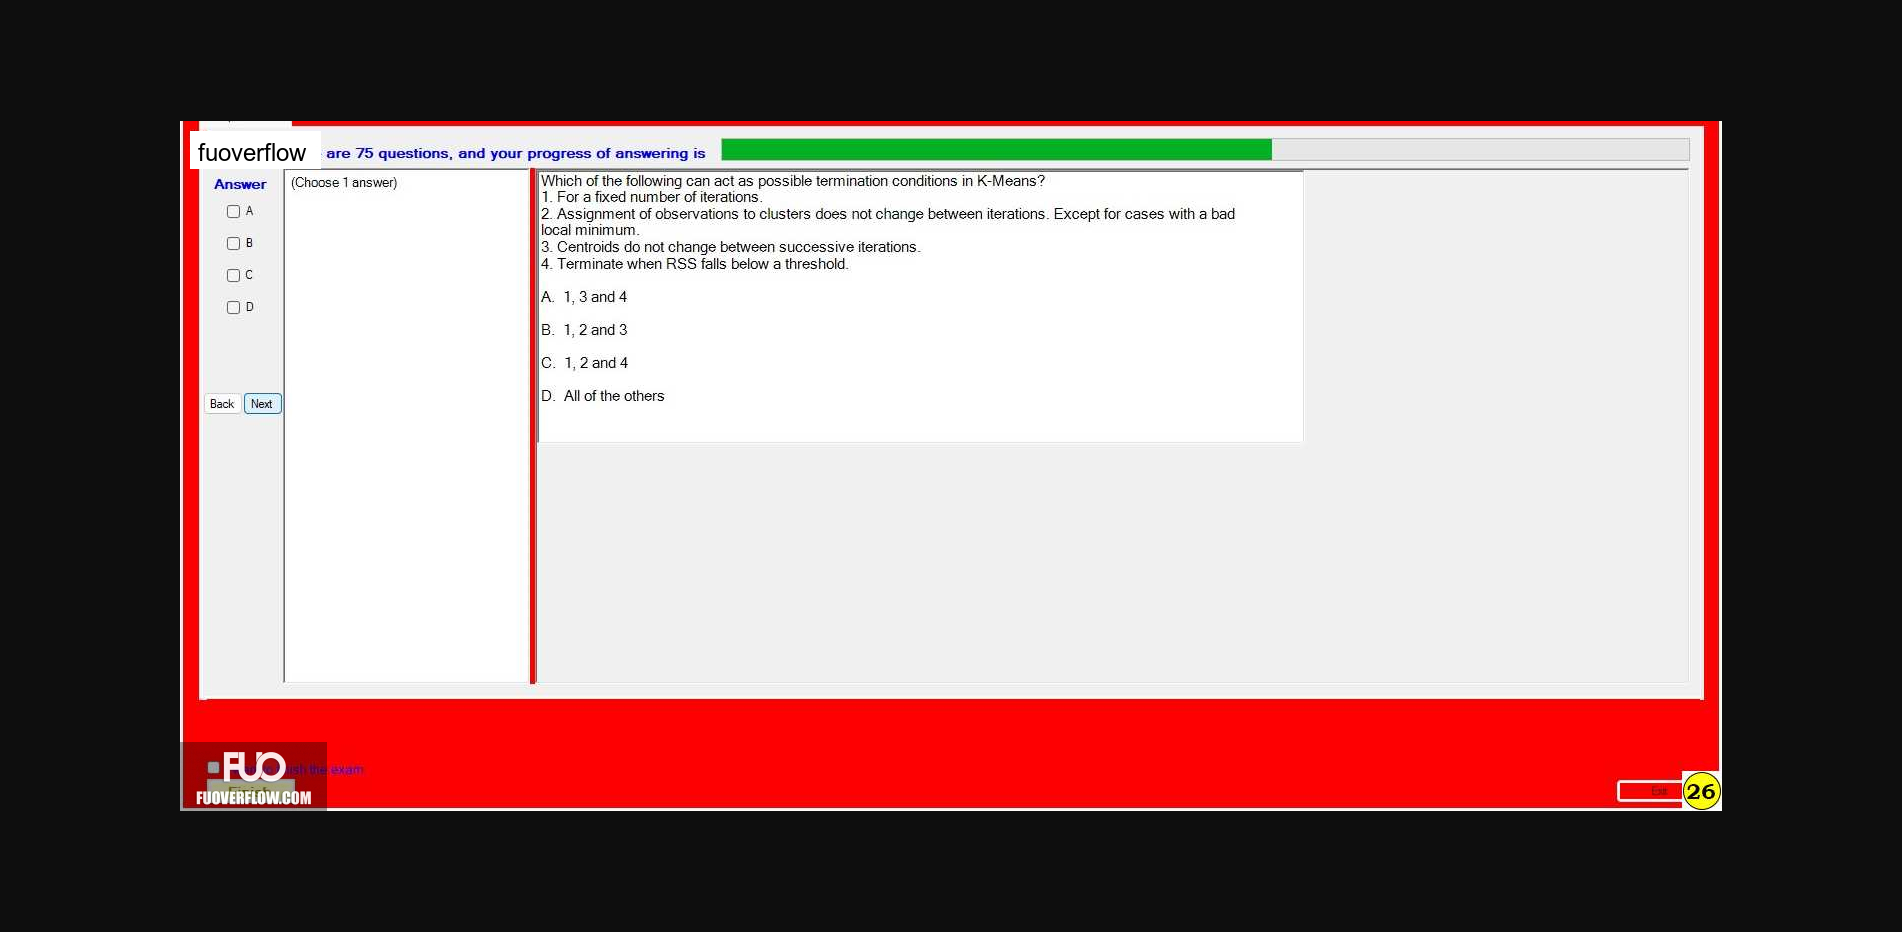 fuoverflow are 75 questions, and your progress of answering is
Answer
(Choose 1 answer)
A
B
C
D
Back Next
Which of the following can act as possible termination conditions in K-Means?
1. For a fixed number of iterations.
2. Assignment of observations to clusters does not change between iterations. Except for cases with a bad
local minimum.
3. Centroids do not change between successive iterations.
4. Terminate when RSS falls below a threshold.
A. 1, 3 and 4
B. 1, 2 and 3
C. 1, 2 and 4
D. All of the others
FUO
the exam
Finish
FUOVERFLOW.COM
Exit
26